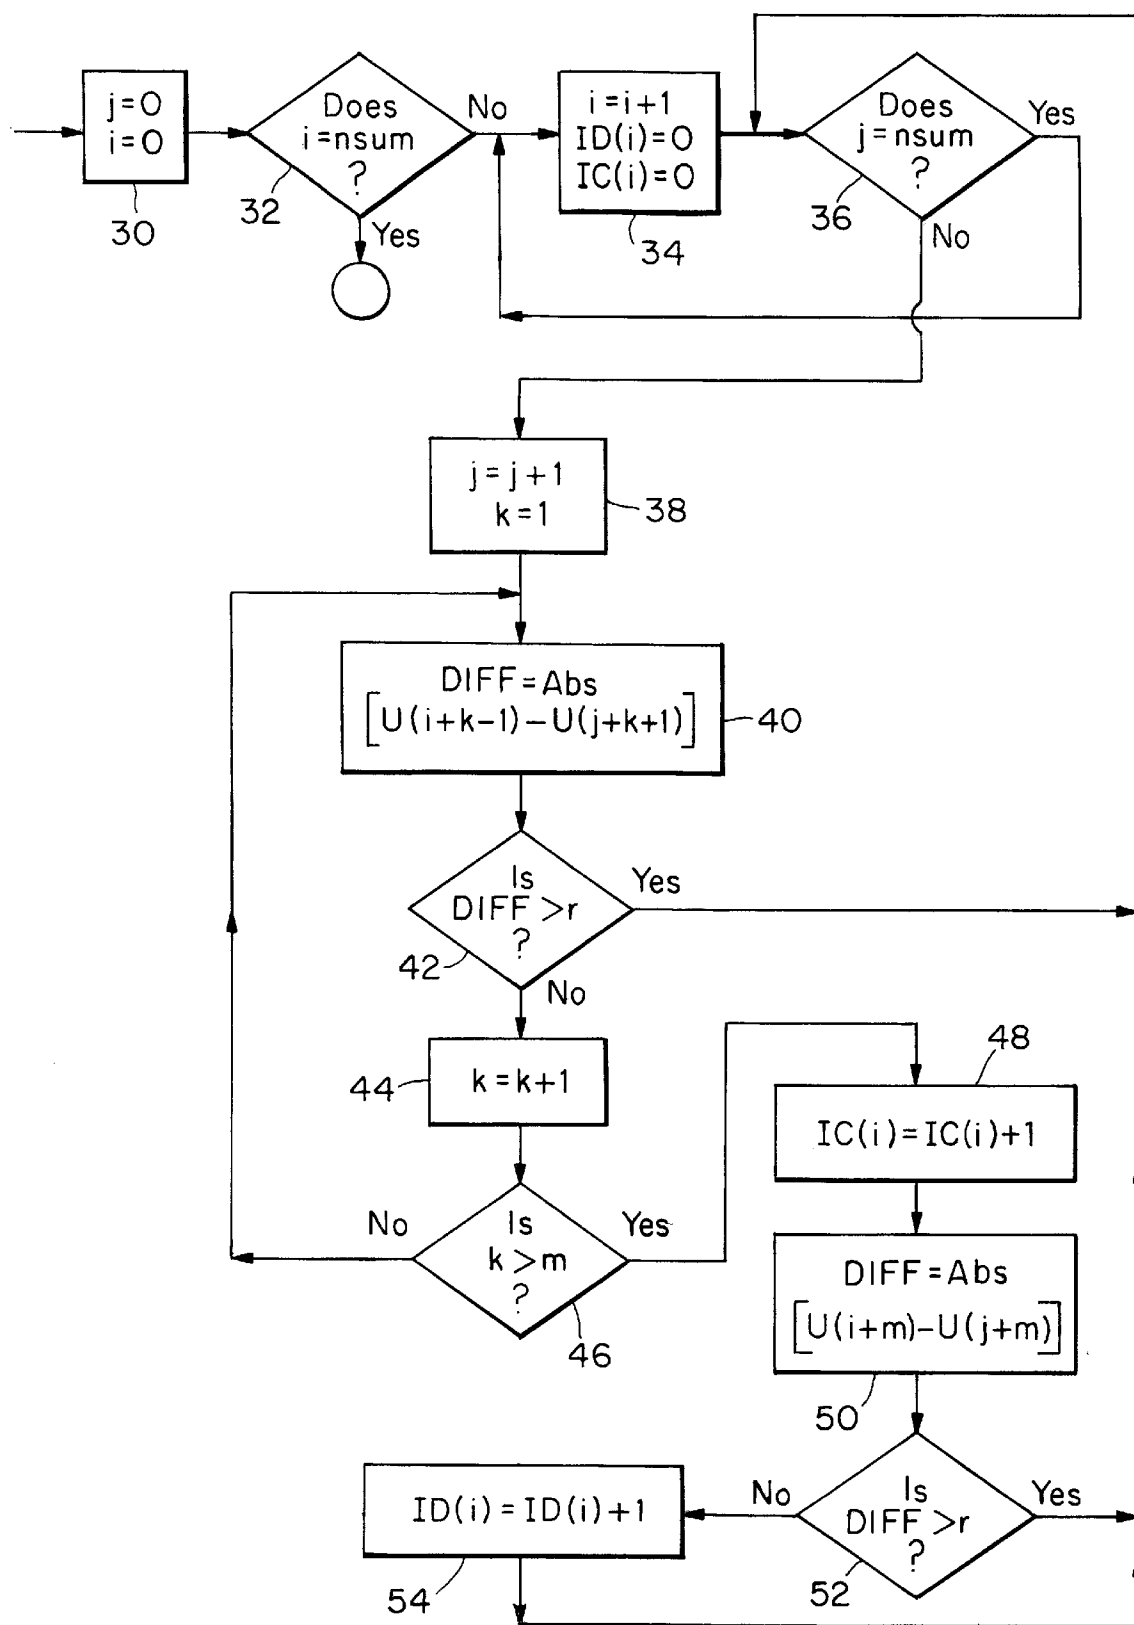 j=0
i=0
30
Does
i=nsum
?
32
No
Yes
i=i+1
ID(i)=0
IC(i)=0
34
Does
j=nsum
?
36
Yes
No
j=j+1
k=1
38
DIFF=Abs
[U(i+k-1)-U(j+k+1)]
40
Is
DIFF>r
?
42
Yes
No
k=k+1
44
Is
k>m
?
46
No
Yes
48
IC(i)=IC(i)+1
DIFF=Abs
[U(i+m)-U(j+m)]
50
Is
DIFF>r
?
52
No
Yes
ID(i)=ID(i)+1
54